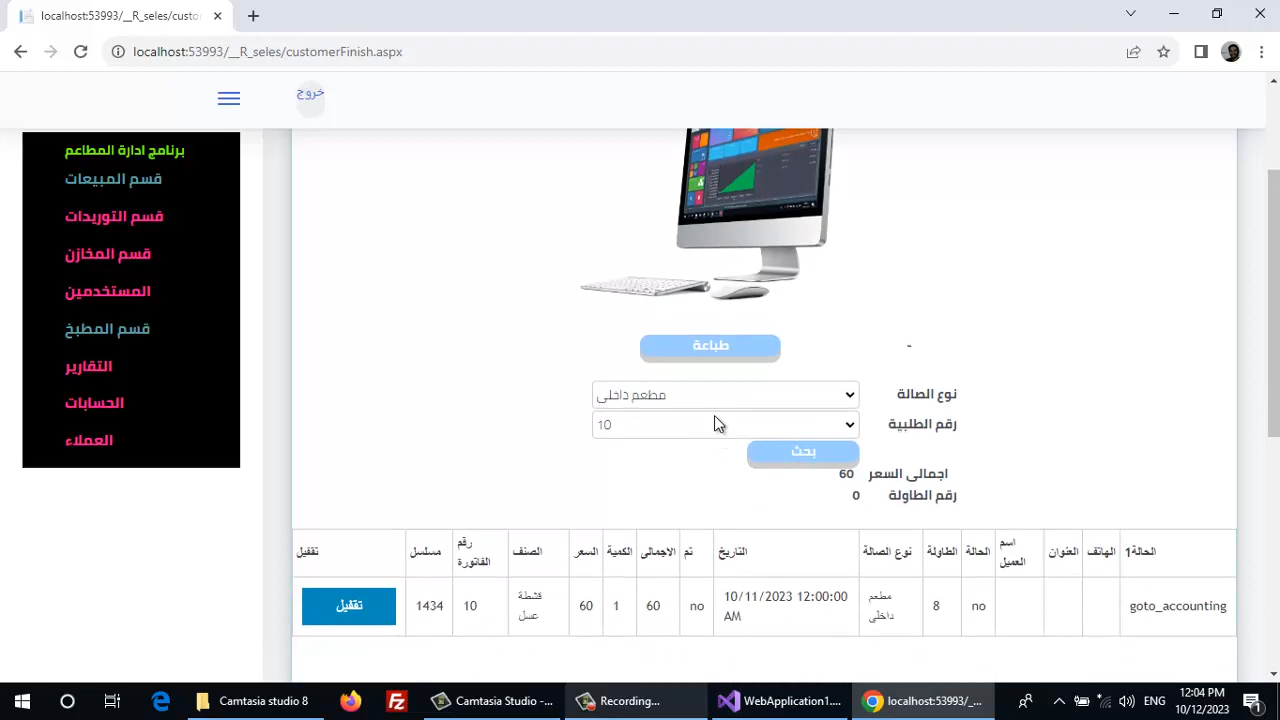 localhost:53993/__R_seles/custo
localhost:53993/__R_seles/customerFinish.aspx
خروج
برنامج ادارة المطاعم
قسم المبيعات
قسم التوريدات
قسم المخازن
المستخدمين
قسم المطبخ
التقارير
الحسابات
العملاء
طباعة
-
نوع الصالة
مطعم داخلى
رقم الطلبية
10
بحث
اجمالى السعر 60
رقم الطاولة 0
تقفيل مسلسل رقم الفاتورة الصنف السعر الكمية الاجمالى تم التاريخ نوع الصالة الطاولة الحالة اسم العميل العنوان الهاتف الحالة1
تقفيل 1434 10 قشطة عسل 60 1 60 no 10/11/2023 12:00:00 AM مطعم داخلى 8 no goto_accounting
Camtasia studio 8
Camtasia Studio -...
Recording...
WebApplication1....
localhost:53993/_...
ENG
12:04 PM
10/12/2023
1